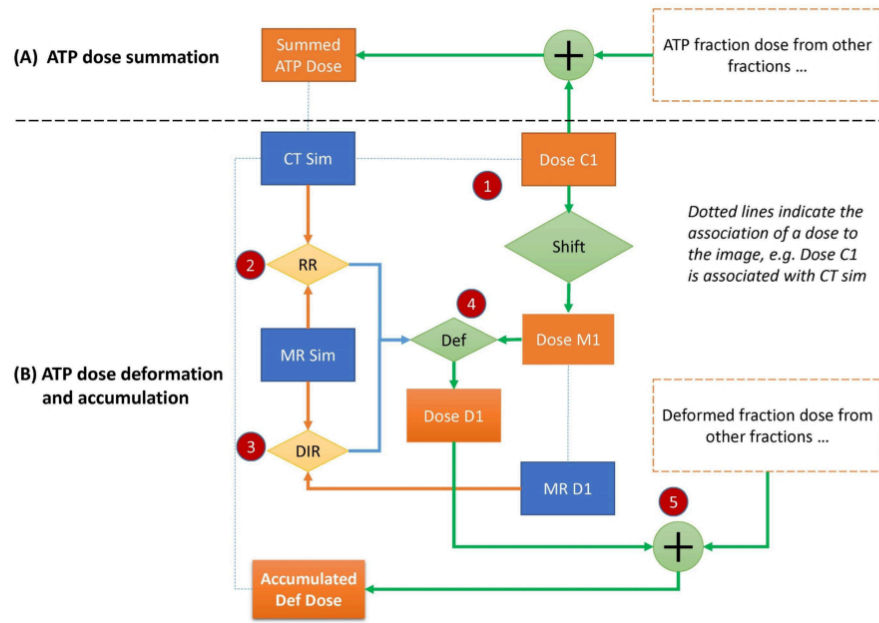 (A) ATP dose summation
Summed
ATP Dose
ATP fraction dose from other
fractions ...
CT Sim
Dose C1
1
Dotted lines indicate the
association of a dose to
the image, e.g. Dose C1
is associated with CT sim
Shift
2
RR
4
Def
Dose M1
MR Sim
(B) ATP dose deformation
and accumulation
Dose D1
Deformed fraction dose from
other fractions ...
3
DIR
MR D1
5
Accumulated
Def Dose